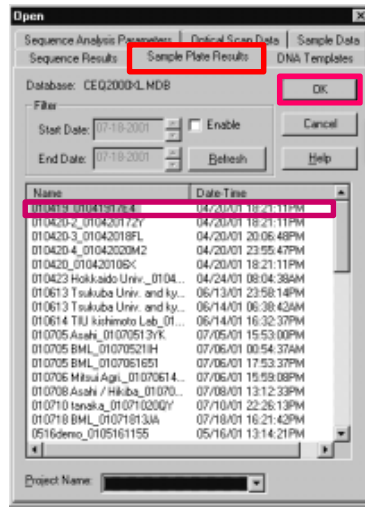 Open
Sequence Analysis Parameters Optical Scan Data Sample Data
Sequence Results Sample Plate Results DNA Templates
Database: CEQ2000XL.MDB
OK
Filter
Start Date: 07-18-2001 Enable Cancel
End Date: 07-18-2001 Refresh Help
Name Date-Time
010419_01041917E4 04/20/01 18:21:11PM
010420-2_010420172Y 04/20/01 18:21:11PM
010420-3_01042018FL 04/20/01 20:06:48PM
010420-4_01042020M2 04/20/01 23:55:47PM
010420_010420106X 04/20/01 18:21:11PM
010423 Hokkaido Univ._0104... 04/24/01 08:04:38AM
010613 Tsukuba Univ. and ky... 06/13/01 23:58:14PM
010613 Tsukuba Univ. and ky... 06/14/01 06:38:42AM
010614 TIU kishimoto Lab_01... 06/14/01 16:32:37PM
010705 Asahi_01070513YK 07/05/01 15:53:00PM
010705 BML_01070521IH 07/06/01 00:54:37AM
010705 BML_0107061651 07/06/01 17:53:37PM
010706 Mitsui Agri._01070614... 07/06/01 15:59:08PM
010708 Asahi / Hikiba_01070... 07/08/01 13:12:33PM
010710 tanaka_01071020QY 07/10/01 22:26:13PM
010718 BML_01071813JA 07/18/01 16:21:42PM
0516demo_0105161155 05/16/01 13:14:21PM
Project Name: